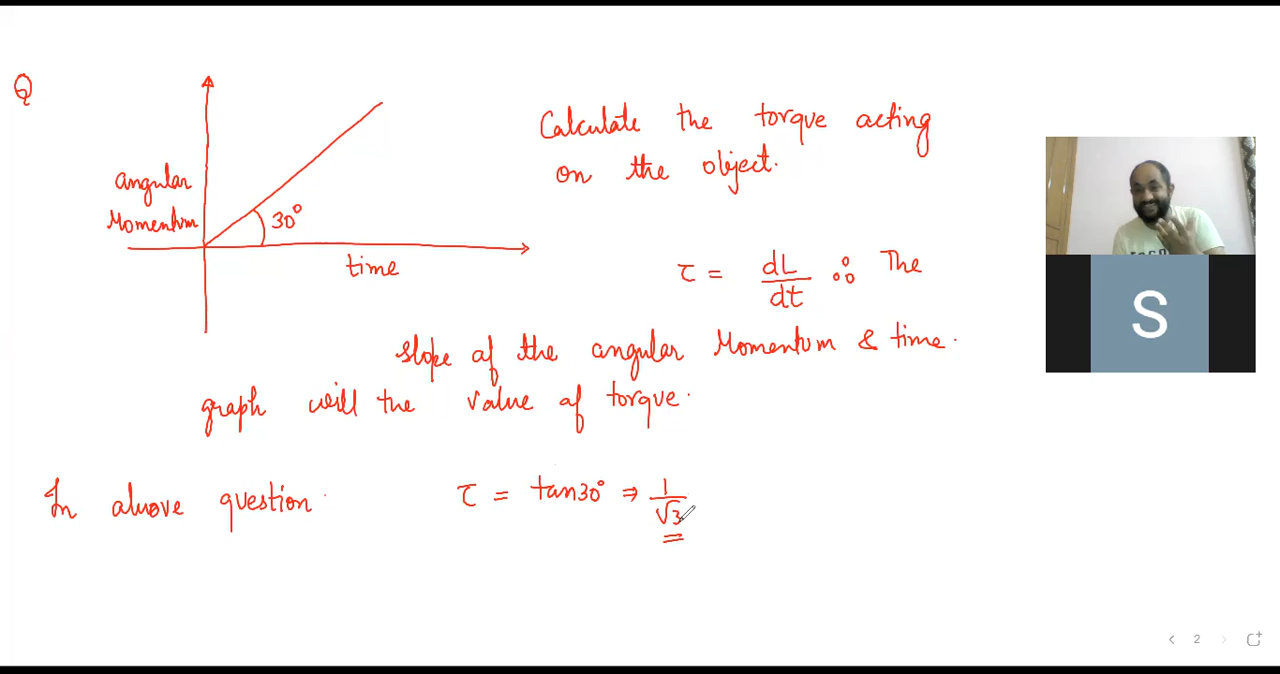 Q
Calculate the torque acting
on the object.
angular
Momentum
30°
time
τ = dL/dt ∴ The
slope of the angular Momentum & time.
graph will the value of torque.
In above question. τ = tan30° ⇒ 1/√3
S
< 2 >